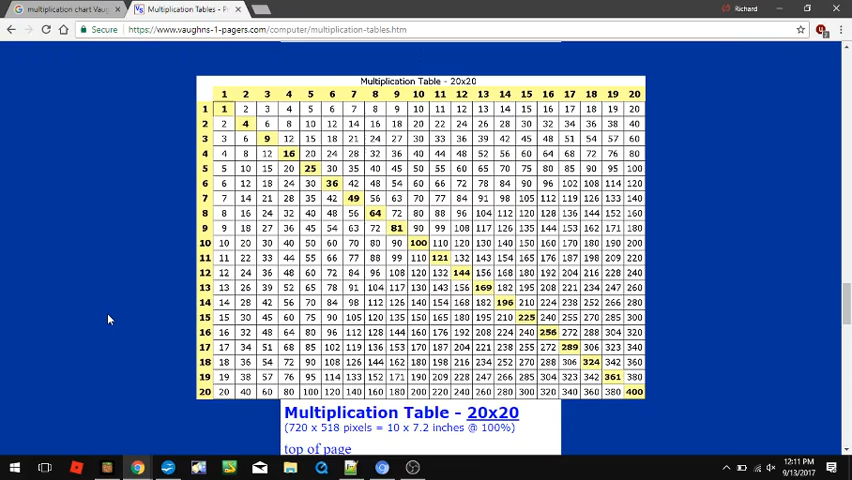 multiplication chart Vau
Multiplication Tables - P
Richard
Secure
https://www.vaughns-1-pagers.com/computer/multiplication-tables.htm
Multiplication Table - 20x20
1 2 3 4 5 6 7 8 9 10 11 12 13 14 15 16 17 18 19 20
1 1 2 3 4 5 6 7 8 9 10 11 12 13 14 15 16 17 18 19 20
2 2 4 6 8 10 12 14 16 18 20 22 24 26 28 30 32 34 36 38 40
3 3 6 9 12 15 18 21 24 27 30 33 36 39 42 45 48 51 54 57 60
4 4 8 12 16 20 24 28 32 36 40 44 48 52 56 60 64 68 72 76 80
5 5 10 15 20 25 30 35 40 45 50 55 60 65 70 75 80 85 90 95 100
6 6 12 18 24 30 36 42 48 54 60 66 72 78 84 90 96 102 108 114 120
7 7 14 21 28 35 42 49 56 63 70 77 84 91 98 105 112 119 126 133 140
8 8 16 24 32 40 48 56 64 72 80 88 96 104 112 120 128 136 144 152 160
9 9 18 27 36 45 54 63 72 81 90 99 108 117 126 135 144 153 162 171 180
10 10 20 30 40 50 60 70 80 90 100 110 120 130 140 150 160 170 180 190 200
11 11 22 33 44 55 66 77 88 99 110 121 132 143 154 165 176 187 198 209 220
12 12 24 36 48 60 72 84 96 108 120 132 144 156 168 180 192 204 216 228 240
13 13 26 39 52 65 78 91 104 117 130 143 156 169 182 195 208 221 234 247 260
14 14 28 42 56 70 84 98 112 126 140 154 168 182 196 210 224 238 252 266 280
15 15 30 45 60 75 90 105 120 135 150 165 180 195 210 225 240 255 270 285 300
16 16 32 48 64 80 96 112 128 144 160 176 192 208 224 240 256 272 288 304 320
17 17 34 51 68 85 102 119 136 153 170 187 204 221 238 255 272 289 306 323 340
18 18 36 54 72 90 108 126 144 162 180 198 216 234 252 270 288 306 324 342 360
19 19 38 57 76 95 114 133 152 171 190 209 228 247 266 285 304 323 342 361 380
20 20 40 60 80 100 120 140 160 180 200 220 240 260 280 300 320 340 360 380 400
Multiplication Table - 20x20
(720 x 518 pixels = 10 x 7.2 inches @ 100%)
top of page
12:11 PM
9/13/2017